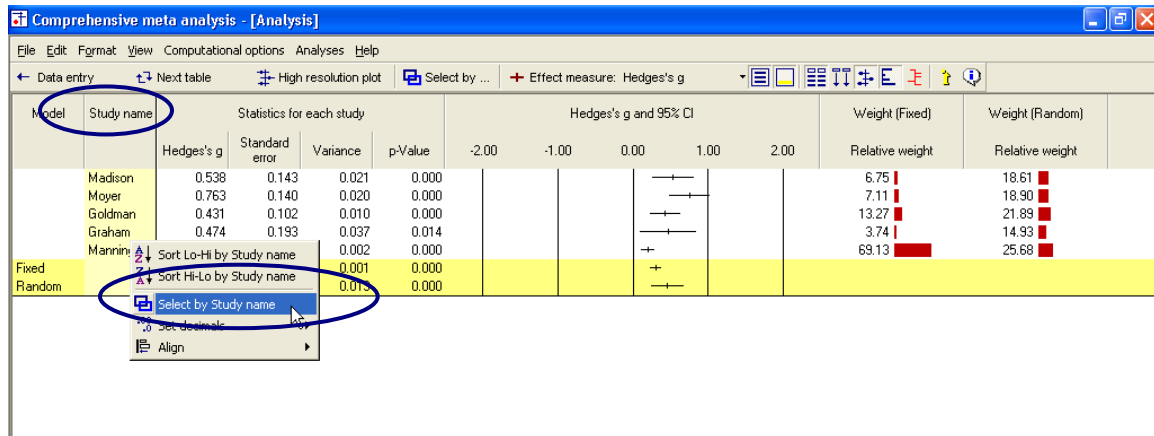 Comprehensive meta analysis - [Analysis]
File Edit Format View Computational options Analyses Help
Data entry Next table High resolution plot Select by ... Effect measure: Hedges's g
Model Study name Statistics for each study Hedges's g and 95% CI Weight (Fixed) Weight (Random)
Hedges's g Standard error Variance p-Value -2.00 -1.00 0.00 1.00 2.00 Relative weight Relative weight
Madison 0.538 0.143 0.021 0.000 6.75 18.61
Moyer 0.763 0.140 0.020 0.000 7.11 18.90
Goldman 0.431 0.102 0.010 0.000 13.27 21.89
Graham 0.474 0.193 0.037 0.014 3.74 14.93
0.002 0.000 69.13 25.68
Fixed 0.001 0.000
Random 0.000
Sort Lo-Hi by Study name
Sort Hi-Lo by Study name
Select by Study name
Set decimals
Align